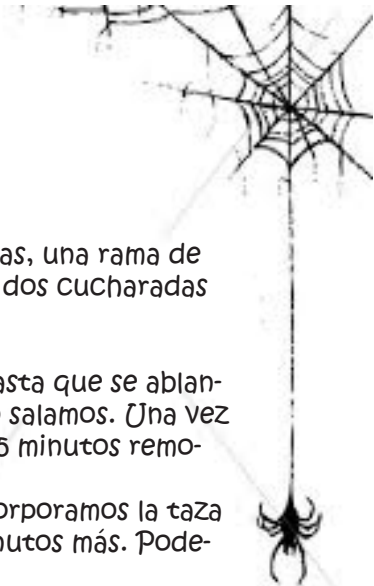 as, una rama de
dos cucharadas
asta que se ablan-
salamos. Una vez
5 minutos remo-
orporamos la taza
nutos más. Pode-